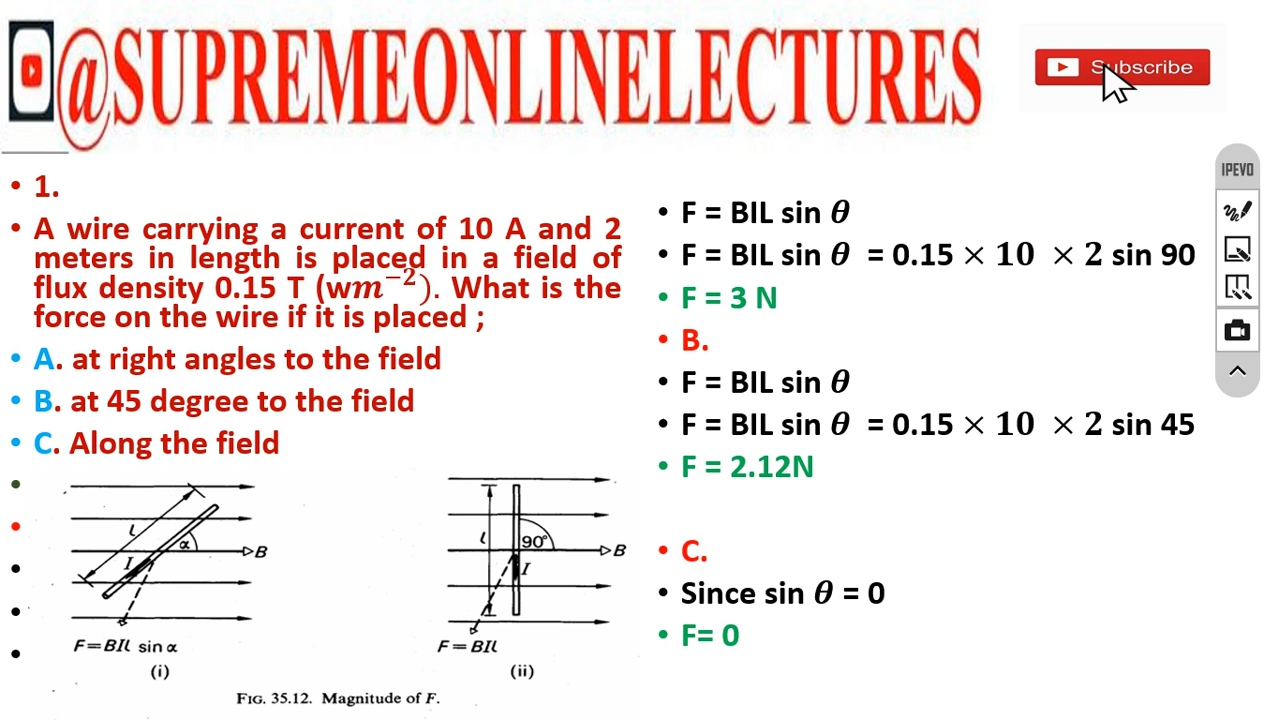 @SUPREMEONLINELECTURES
Subscribe
IPEVO
• 1.
• A wire carrying a current of 10 A and 2
meters in length is placed in a field of
flux density 0.15 T (wm⁻²). What is the
force on the wire if it is placed ;
• A. at right angles to the field
• B. at 45 degree to the field
• C. Along the field
l
α
I
B
F=BIl sin α
(i)
l
90°
I
B
F=BIl
(ii)
FIG. 35.12. Magnitude of F.
• F = BIL sin θ
• F = BIL sin θ = 0.15 × 10 × 2 sin 90
• F = 3 N
• B.
• F = BIL sin θ
• F = BIL sin θ = 0.15 × 10 × 2 sin 45
• F = 2.12N
• C.
• Since sin θ = 0
• F= 0